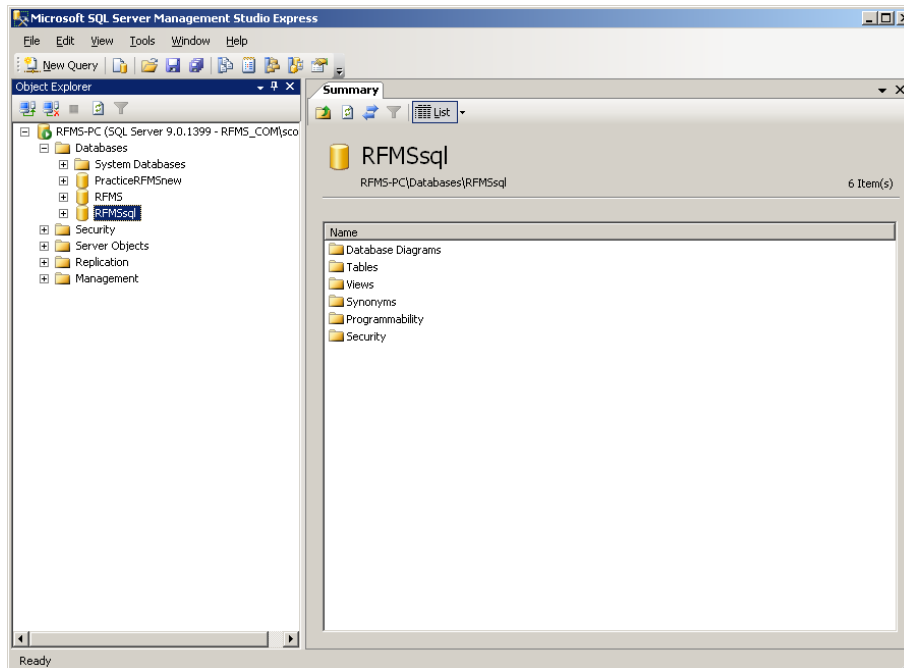 Microsoft SQL Server Management Studio Express
File Edit View Tools Window Help
New Query
Object Explorer
Summary
List
RFMS-PC (SQL Server 9.0.1399 - RFMS_COM\sco
Databases
System Databases
PracticeRFMSnew
RFMS
RFMSsql
Security
Server Objects
Replication
Management
RFMSsql
RFMS-PC\Databases\RFMSsql
6 Item(s)
Name
Database Diagrams
Tables
Views
Synonyms
Programmability
Security
Ready